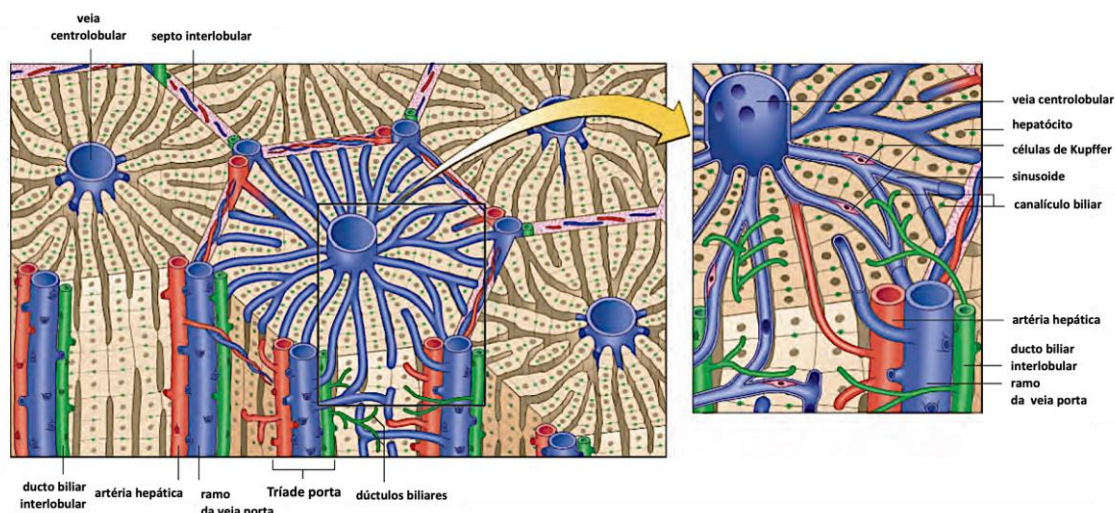 veia
centrolobular
septo interlobular
ducto biliar
interlobular
artéria hepática
ramo
da veia porta
Tríade porta
dúctulos biliares
veia centrolobular
hepatócito
células de Kupffer
sinusoide
canalículo biliar
artéria hepática
ducto biliar
interlobular
ramo
da veia porta